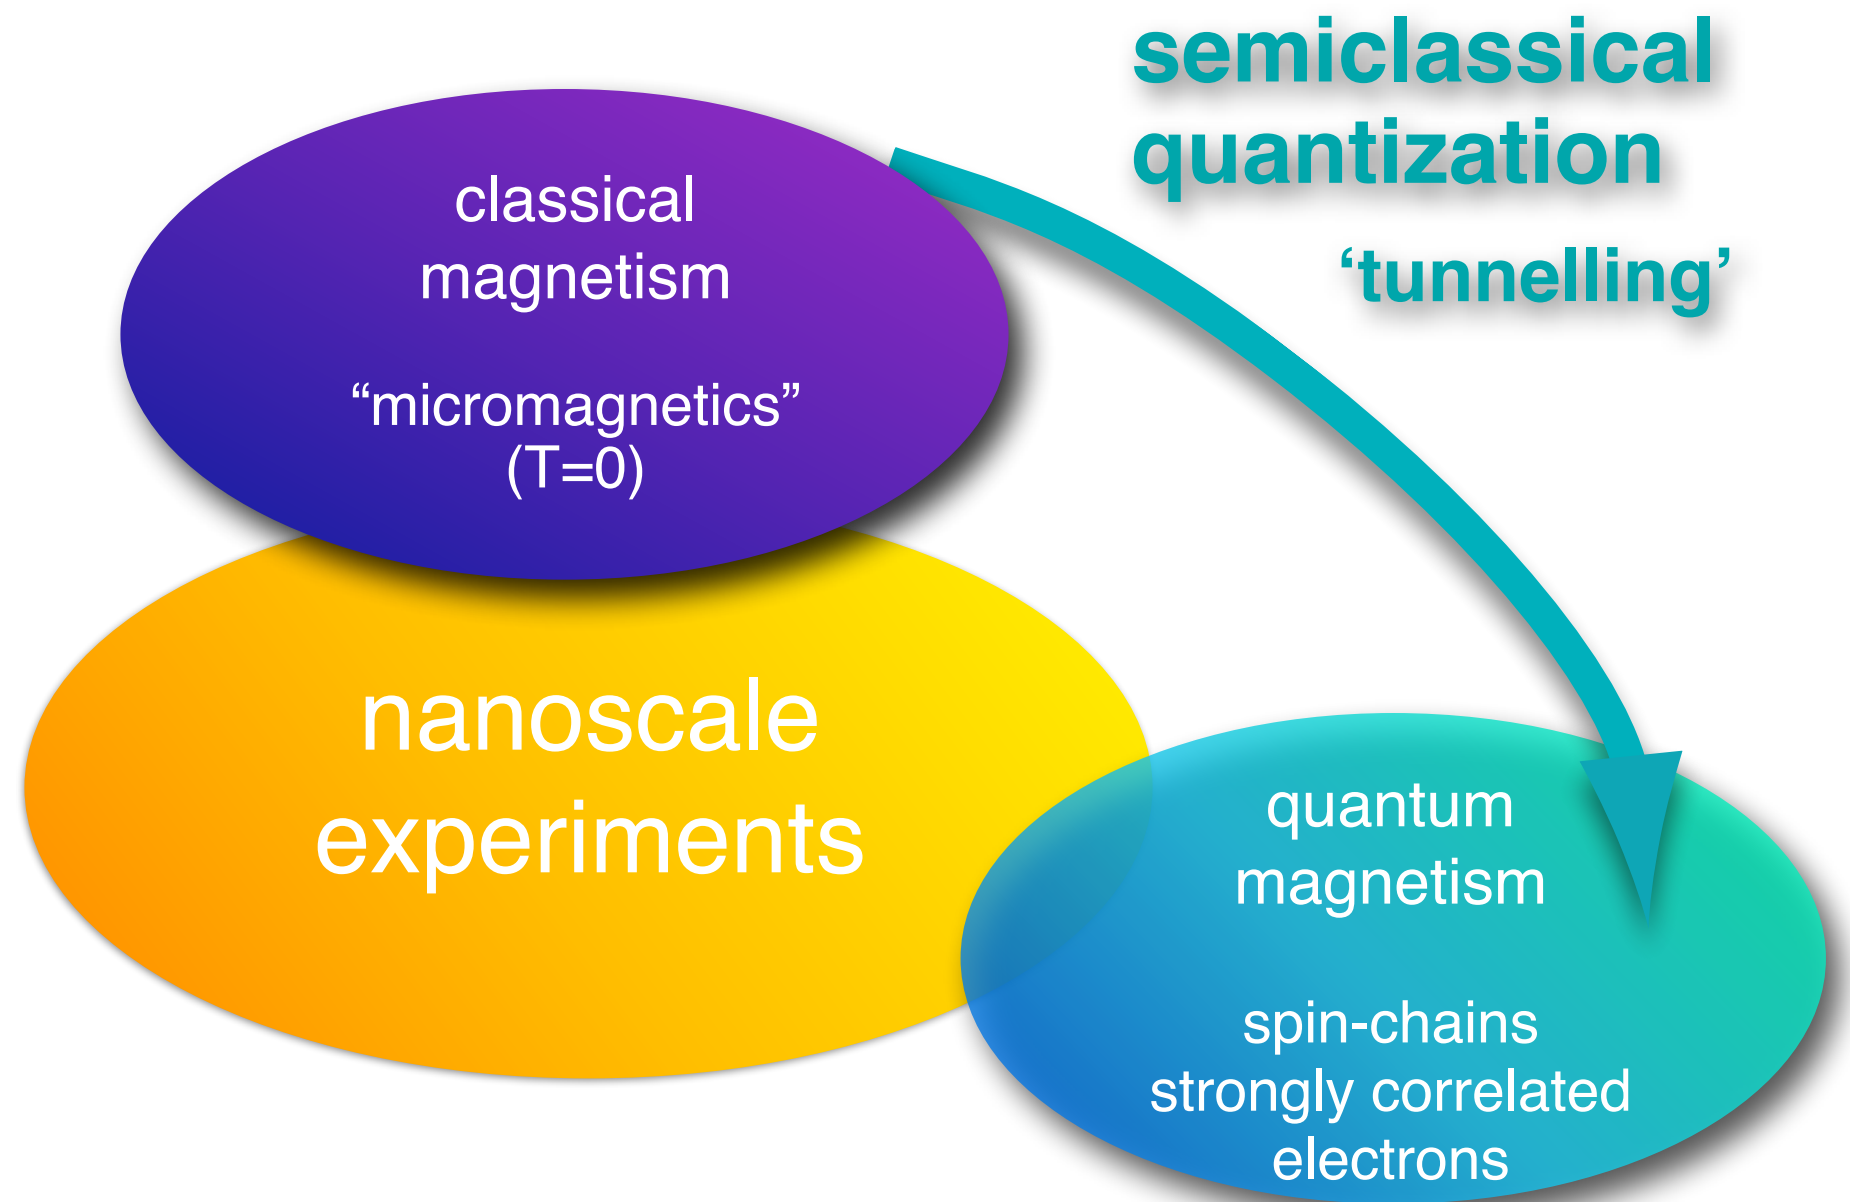 semiclassical
quantization
‘tunnelling’
classical
magnetism
“micromagnetics”
(T=0)
nanoscale
experiments
quantum
magnetism
spin-chains
strongly correlated
electrons